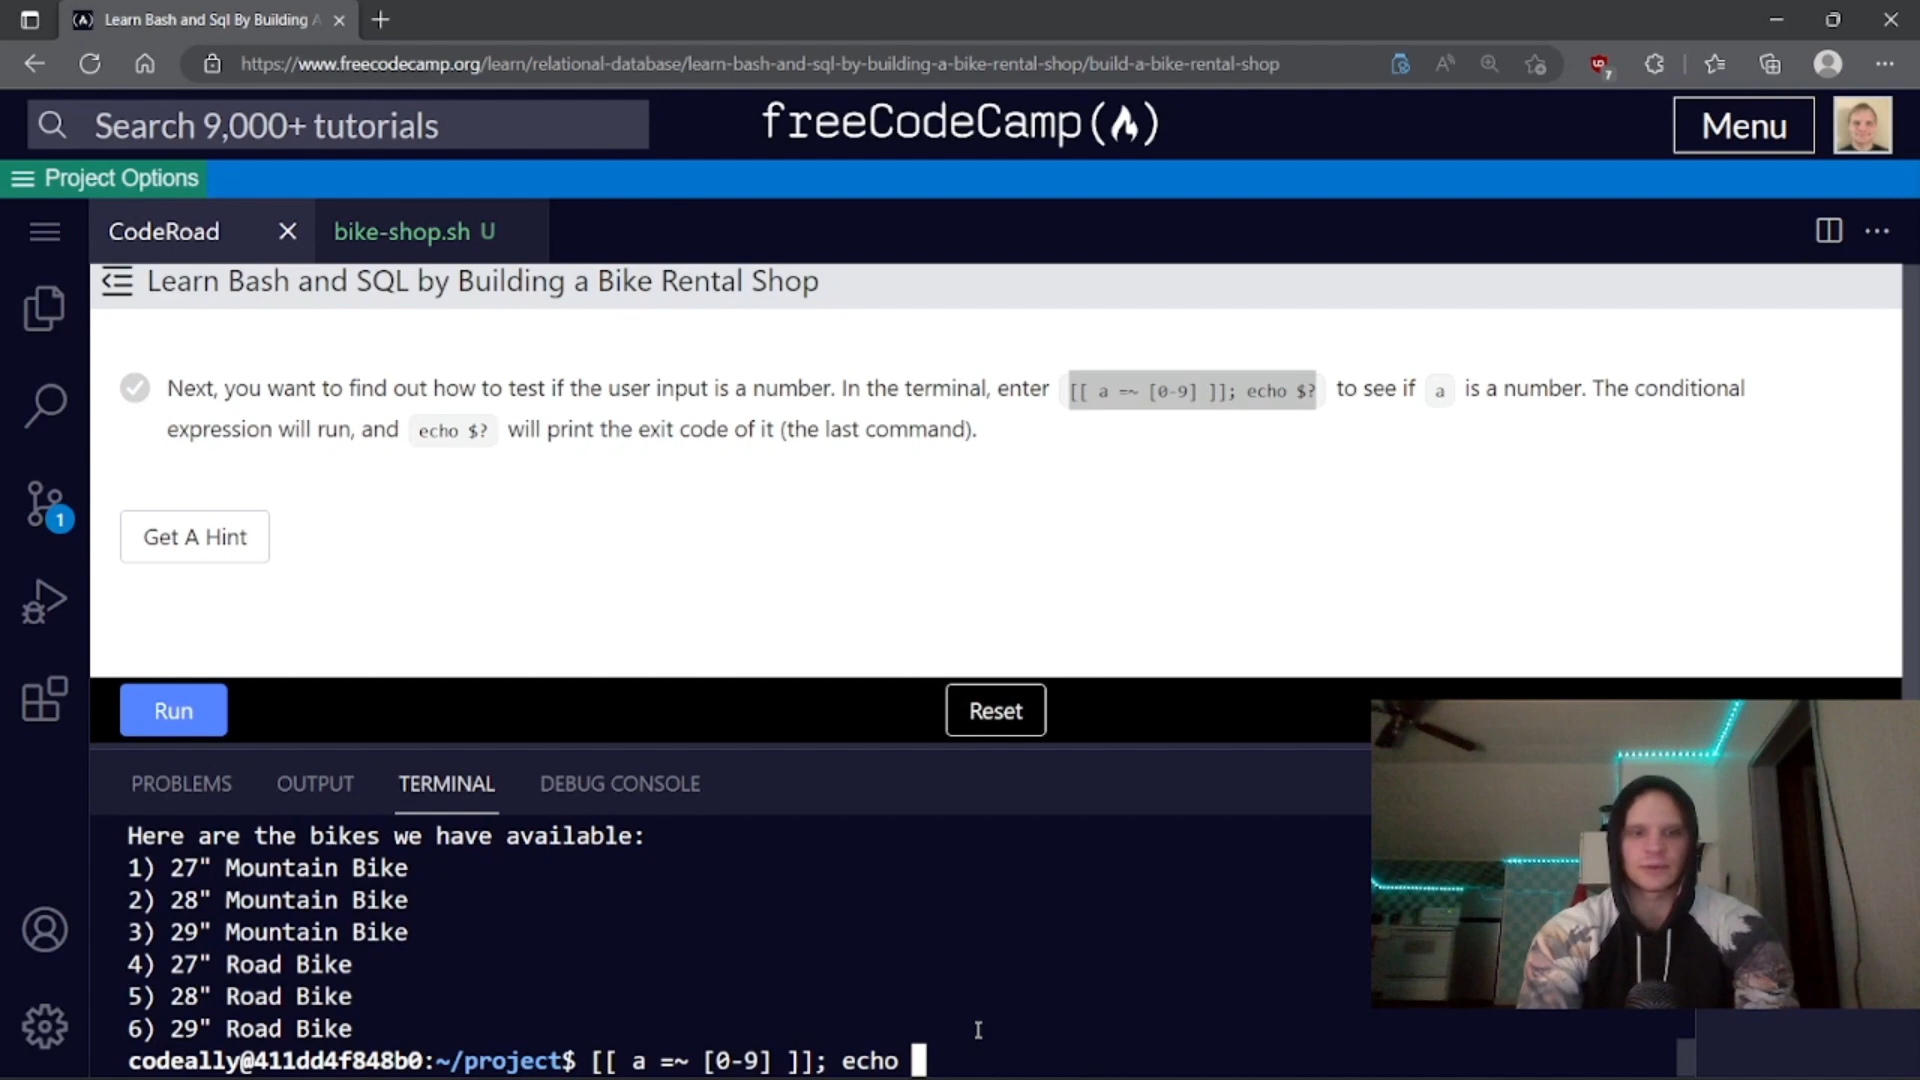 Learn Bash and Sql By Building A
https://www.freecodecamp.org/learn/relational-database/learn-bash-and-sql-by-building-a-bike-rental-shop/build-a-bike-rental-shop
7
Search 9,000+ tutorials
freeCodeCamp(🔥)
Menu
Project Options
CodeRoad
bike-shop.sh U
Learn Bash and SQL by Building a Bike Rental Shop
Next, you want to find out how to test if the user input is a number. In the terminal, enter [[ a =~ [0-9] ]]; echo $? to see if a is a number. The conditional
expression will run, and echo $? will print the exit code of it (the last command).
1
Get A Hint
Run
Reset
PROBLEMS OUTPUT TERMINAL DEBUG CONSOLE
Here are the bikes we have available:
1) 27" Mountain Bike
2) 28" Mountain Bike
3) 29" Mountain Bike
4) 27" Road Bike
5) 28" Road Bike
6) 29" Road Bike
codeally@411dd4f848b0:~/project$ [[ a =~ [0-9] ]]; echo